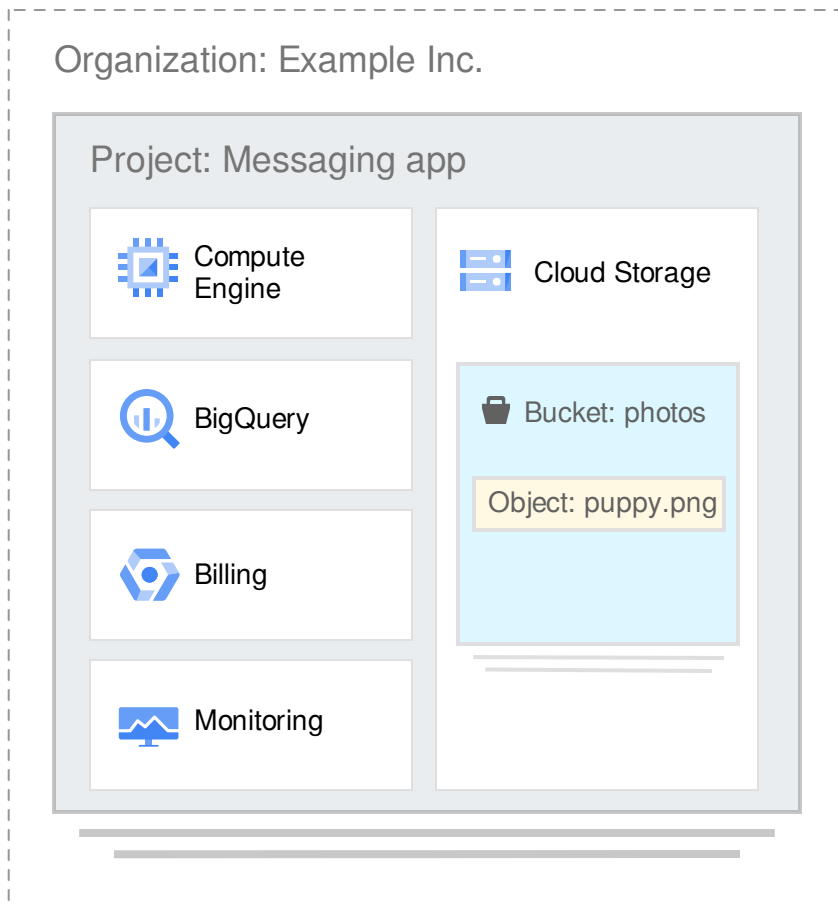 Organization: Example Inc.
Project: Messaging app
Compute
Engine
BigQuery
Billing
Monitoring
Cloud Storage
Bucket: photos
Object: puppy.png